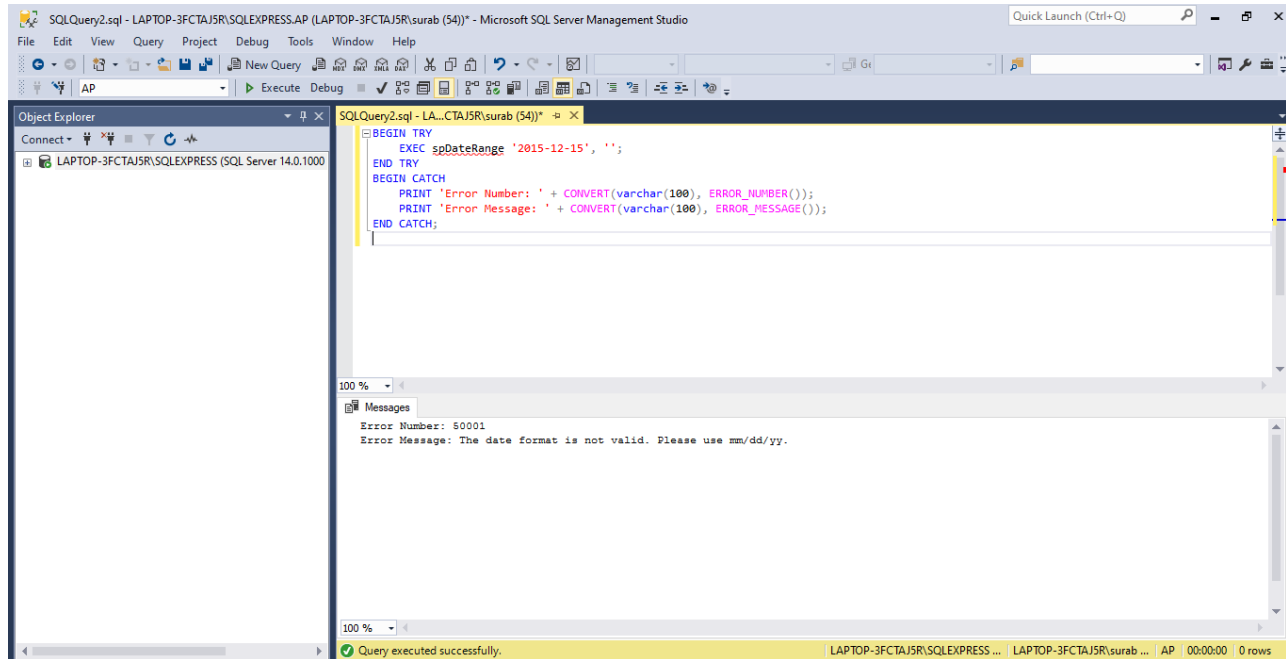 SQLQuery2.sql - LAPTOP-3FCTAJ5R\SQLEXPRESS.AP (LAPTOP-3FCTAJ5R\surab (54))* - Microsoft SQL Server Management Studio
Quick Launch (Ctrl+Q)
File Edit View Query Project Debug Tools Window Help
New Query
AP Execute Debug
Object Explorer
Connect
LAPTOP-3FCTAJ5R\SQLEXPRESS (SQL Server 14.0.1000
SQLQuery2.sql - LA...CTAJ5R\surab (54))*
BEGIN TRY
EXEC spDateRange '2015-12-15', '';
END TRY
BEGIN CATCH
PRINT 'Error Number: ' + CONVERT(varchar(100), ERROR_NUMBER());
PRINT 'Error Message: ' + CONVERT(varchar(100), ERROR_MESSAGE());
END CATCH;
100 %
Messages
Error Number: 50001
Error Message: The date format is not valid. Please use mm/dd/yy.
100 %
Query executed successfully.
LAPTOP-3FCTAJ5R\SQLEXPRESS ... LAPTOP-3FCTAJ5R\surab ... AP 00:00:00 0 rows